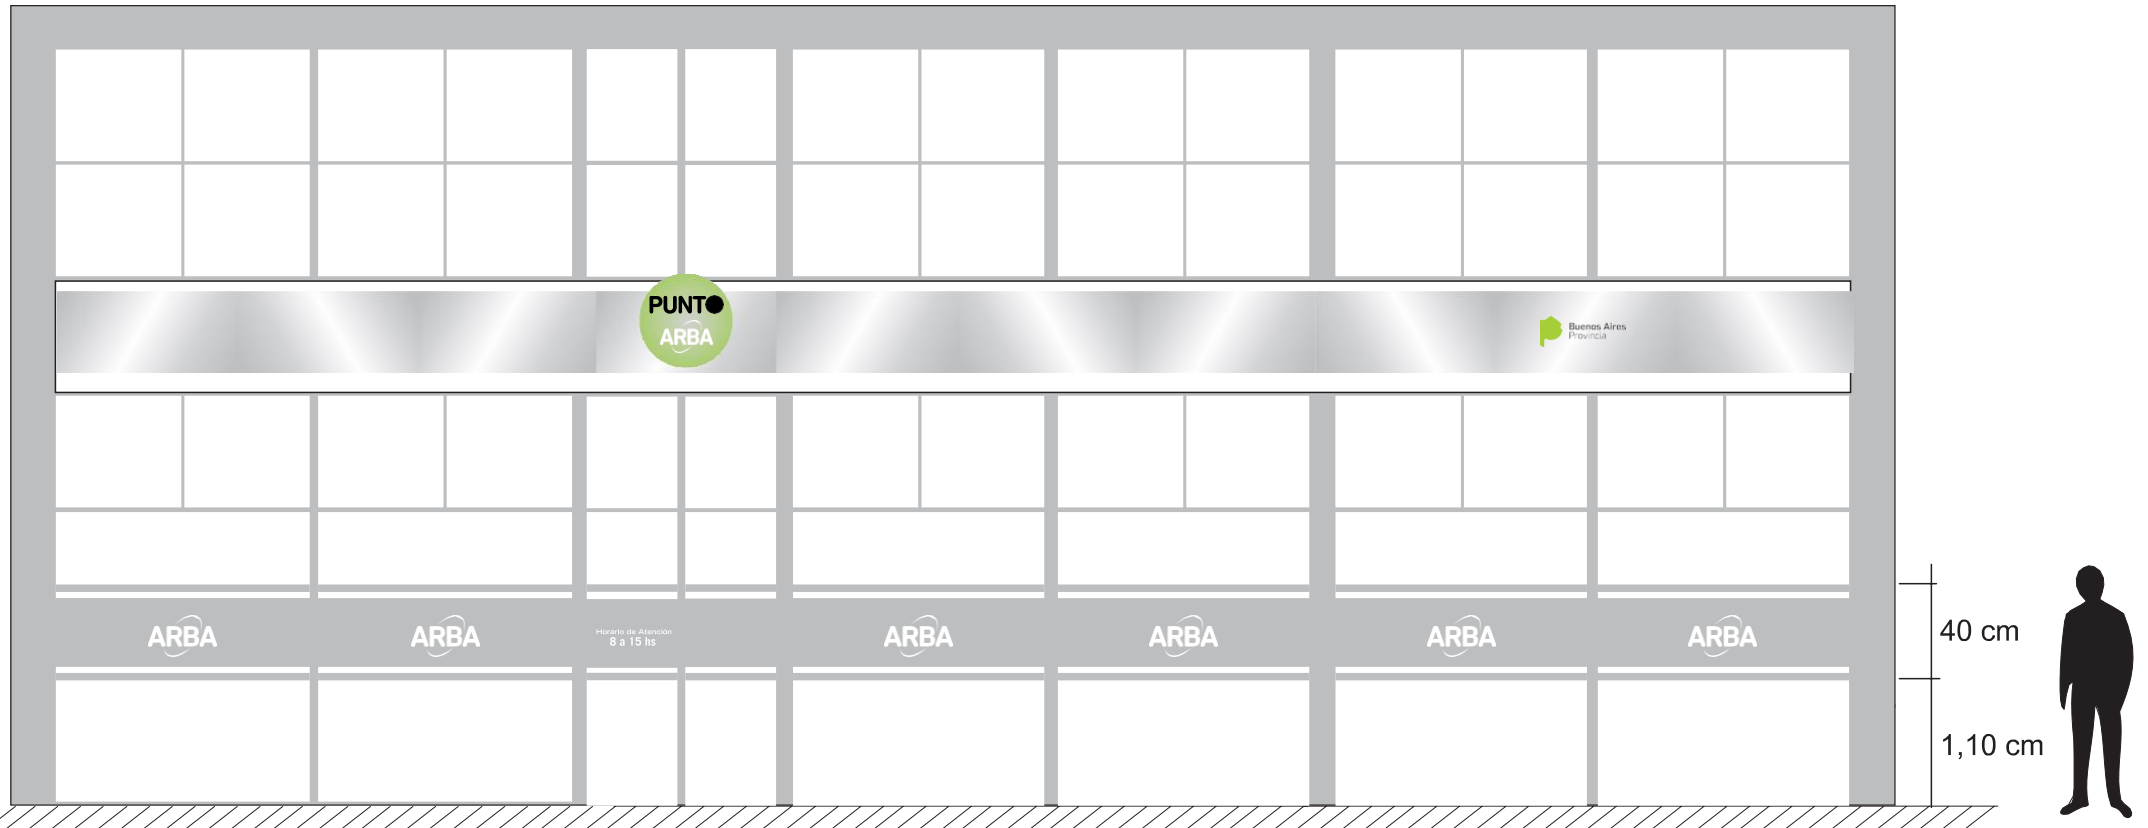 PUNTO
ARBA
Buenos Aires
Provincia
ARBA
ARBA
Horario de Atención
8 a 15 hs
ARBA
ARBA
ARBA
ARBA
40 cm
1,10 cm